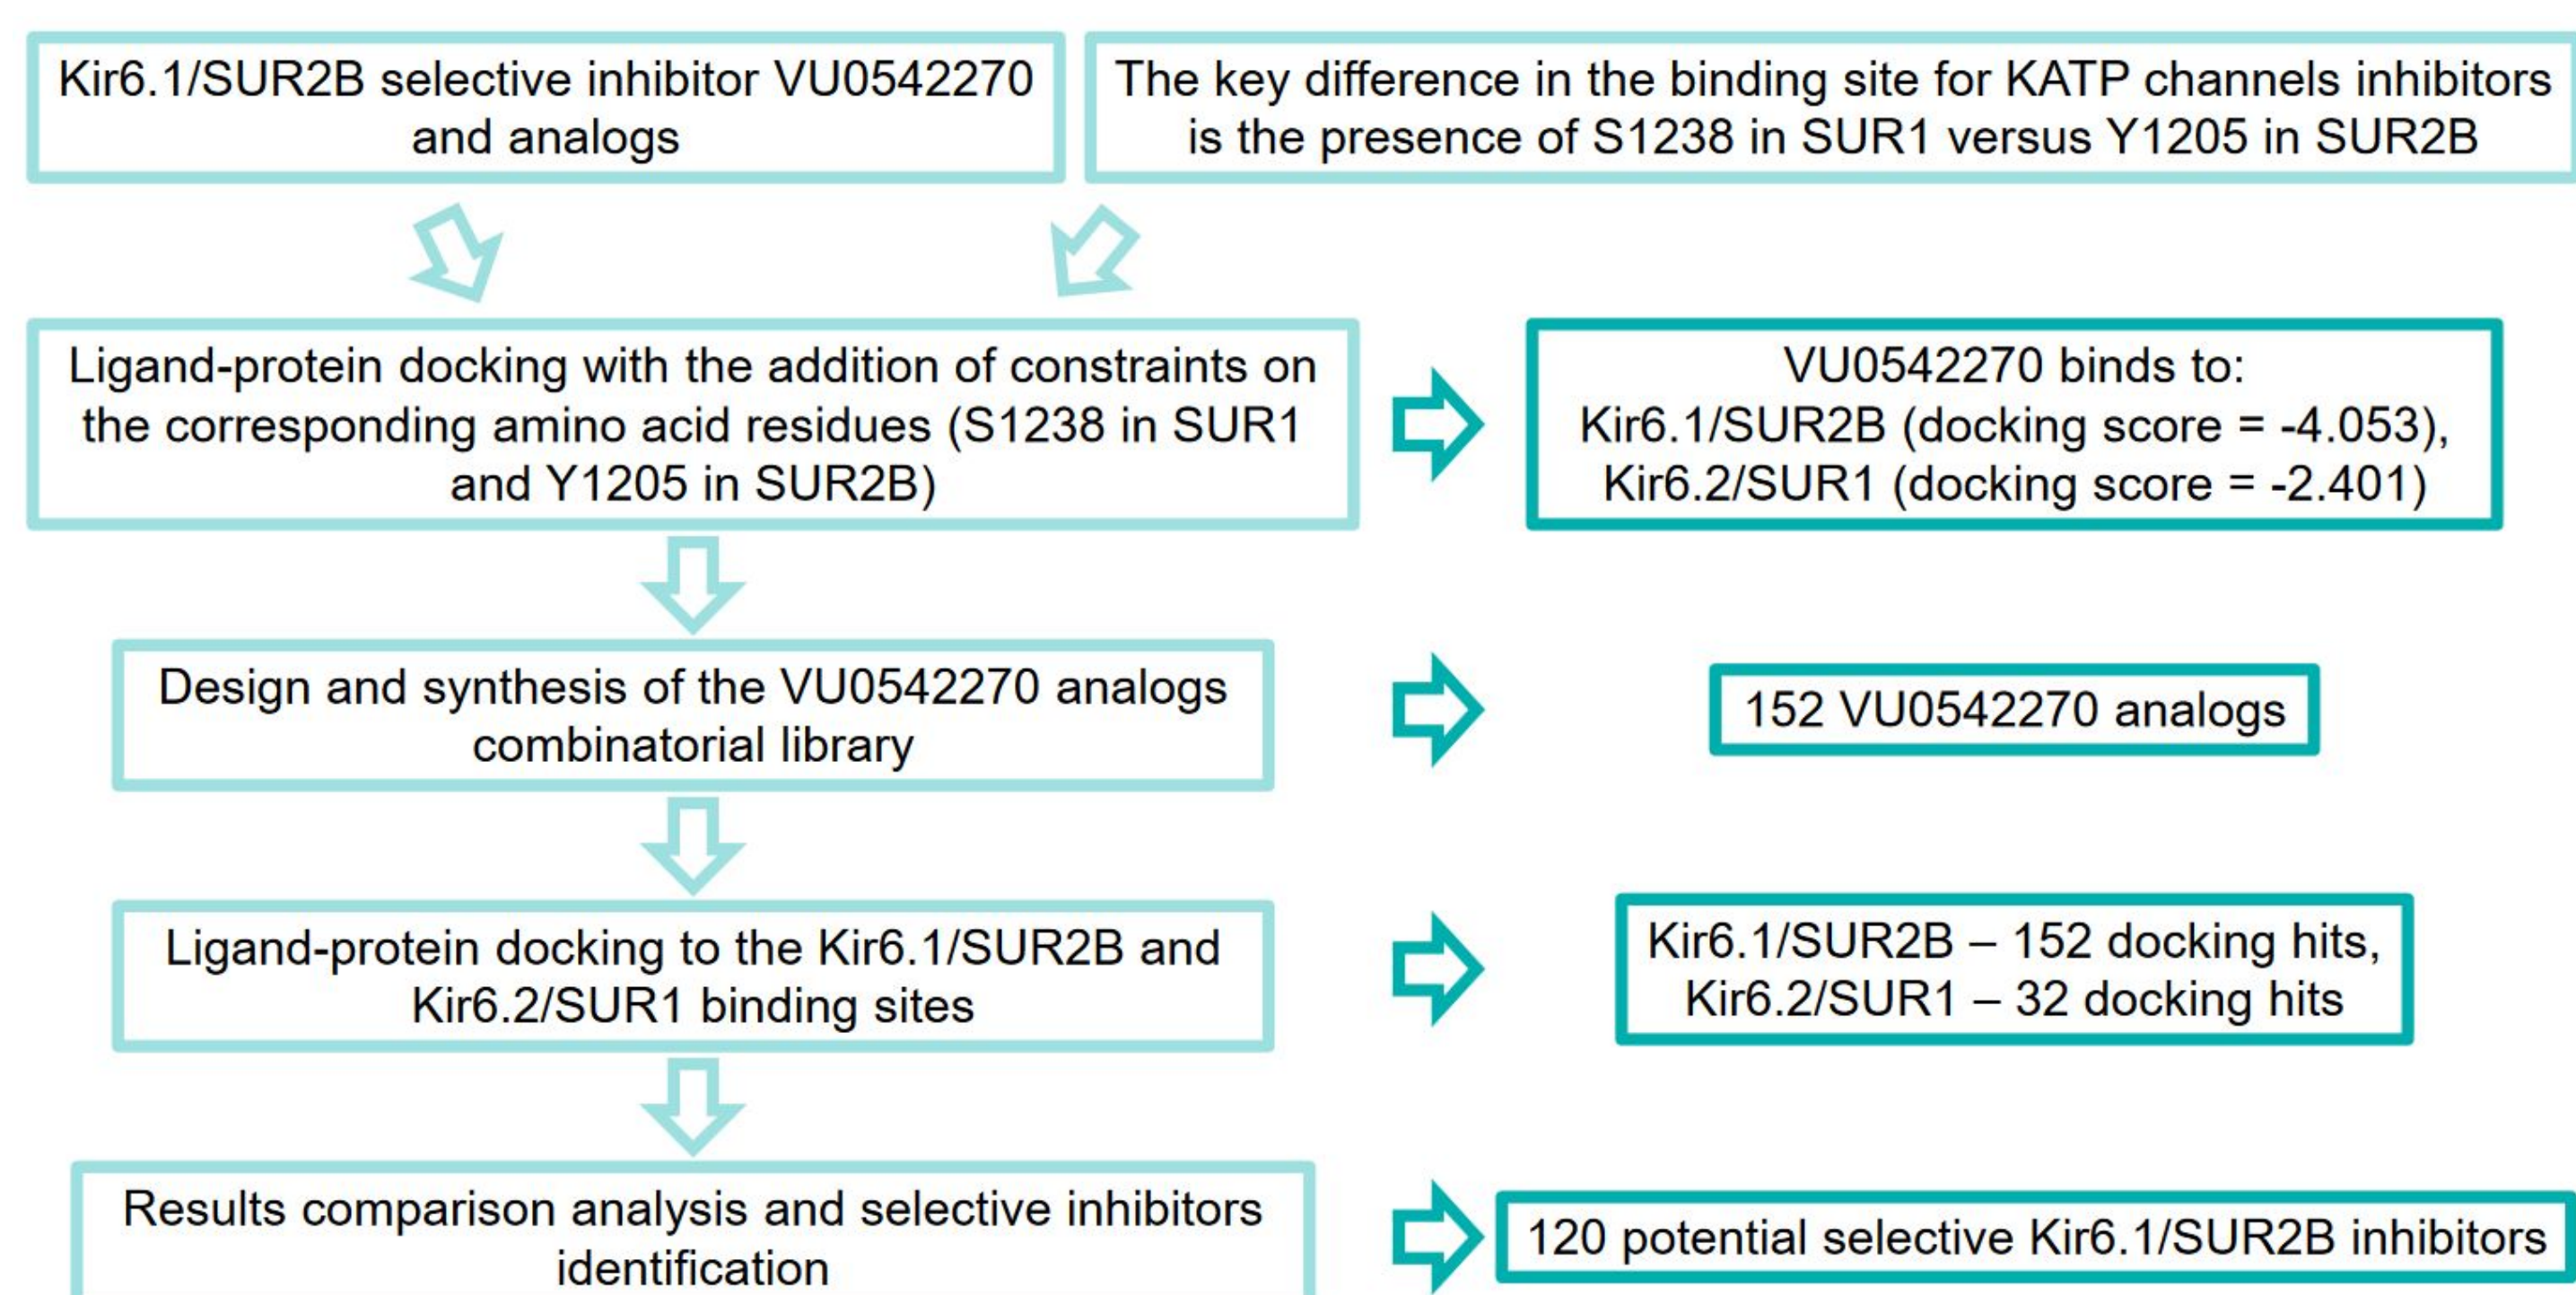 Kir6.1/SUR2B selective inhibitor VU0542270
and analogs
The key difference in the binding site for KATP channels inhibitors
is the presence of S1238 in SUR1 versus Y1205 in SUR2B
Ligand-protein docking with the addition of constraints on
the corresponding amino acid residues (S1238 in SUR1
and Y1205 in SUR2B)
VU0542270 binds to:
Kir6.1/SUR2B (docking score = -4.053),
Kir6.2/SUR1 (docking score = -2.401)
Design and synthesis of the VU0542270 analogs
combinatorial library
152 VU0542270 analogs
Ligand-protein docking to the Kir6.1/SUR2B and
Kir6.2/SUR1 binding sites
Kir6.1/SUR2B – 152 docking hits,
Kir6.2/SUR1 – 32 docking hits
Results comparison analysis and selective inhibitors
identification
120 potential selective Kir6.1/SUR2B inhibitors